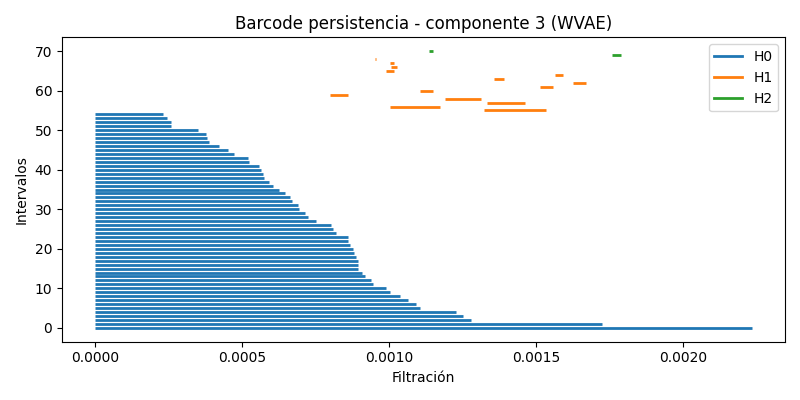 Barcode persistencia - componente 3 (WVAE)
70
60
50
40
30
20
10
0
Intervalos
H0
H1
H2
0.0000 0.0005 0.0010 0.0015 0.0020
Filtración